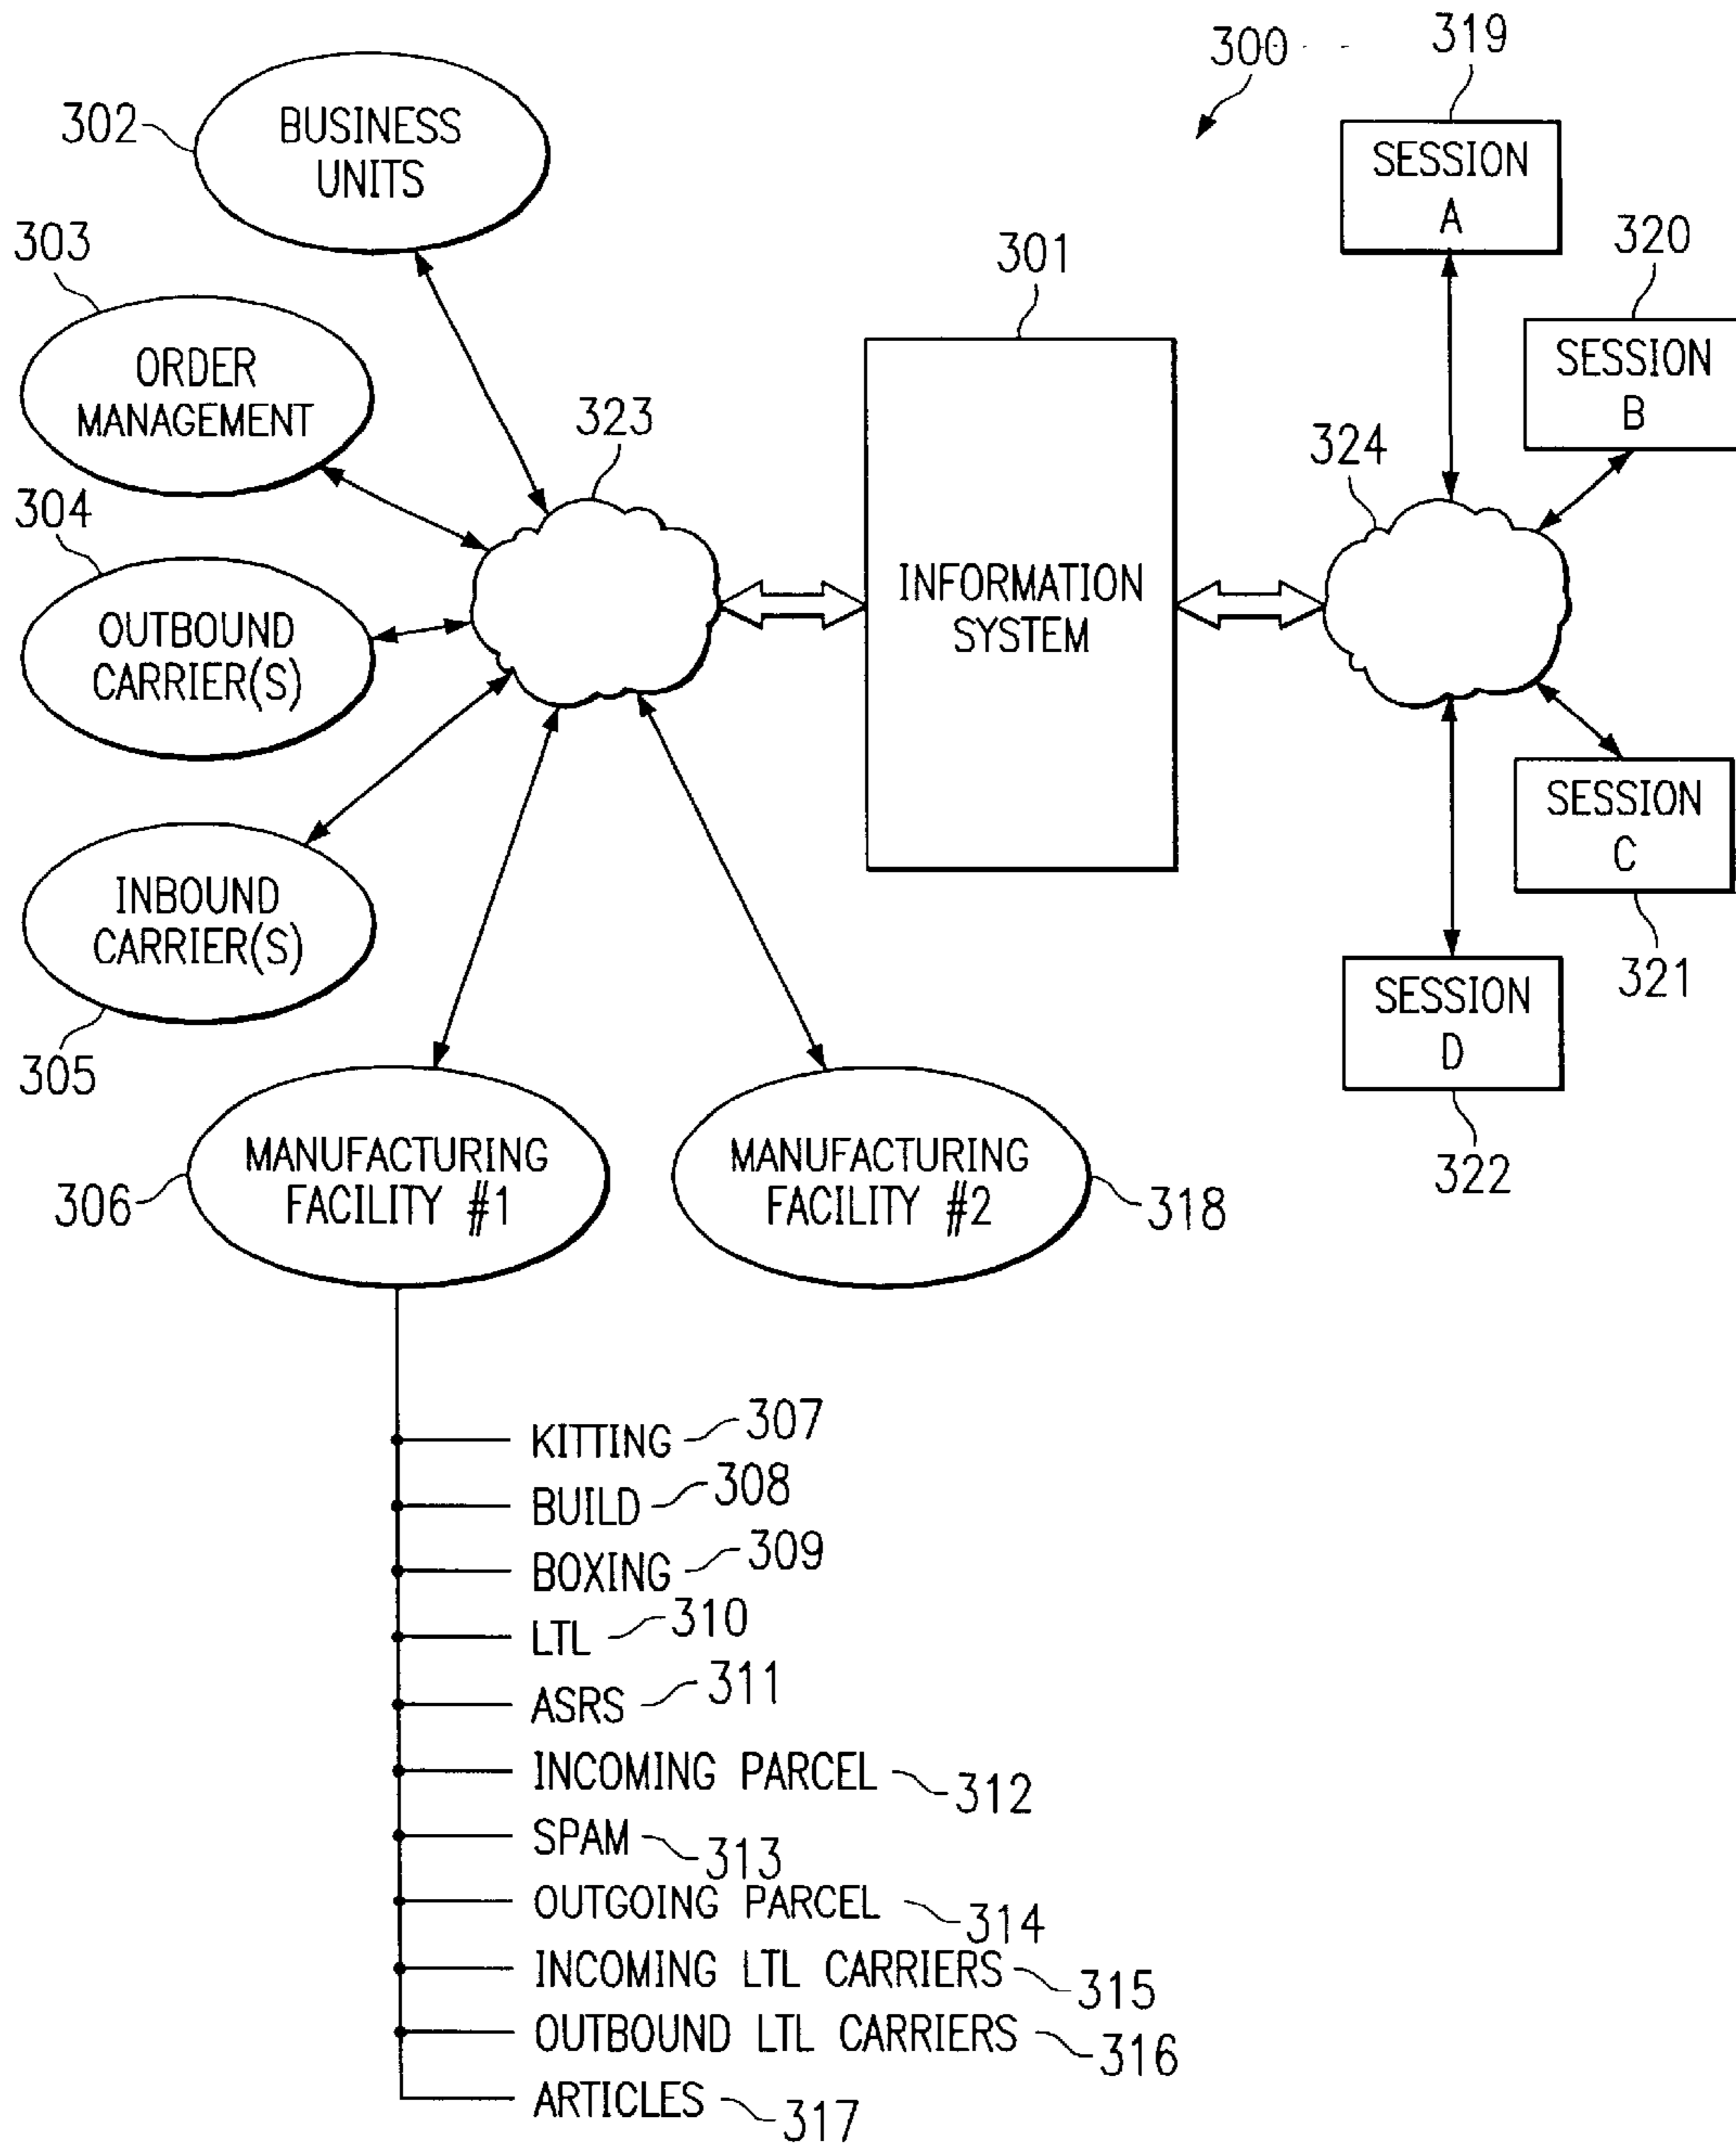 300
319
302
BUSINESS
UNITS
SESSION
A
303
301
320
ORDER
MANAGEMENT
SESSION
B
323
324
304
OUTBOUND
CARRIER(S)
INFORMATION
SYSTEM
SESSION
C
INBOUND
CARRIER(S)
321
305
SESSION
D
322
306
MANUFACTURING
FACILITY #1
MANUFACTURING
FACILITY #2
318
KITTING 307
BUILD 308
BOXING 309
LTL 310
ASRS 311
INCOMING PARCEL 312
SPAM 313
OUTGOING PARCEL 314
INCOMING LTL CARRIERS 315
OUTBOUND LTL CARRIERS 316
ARTICLES 317